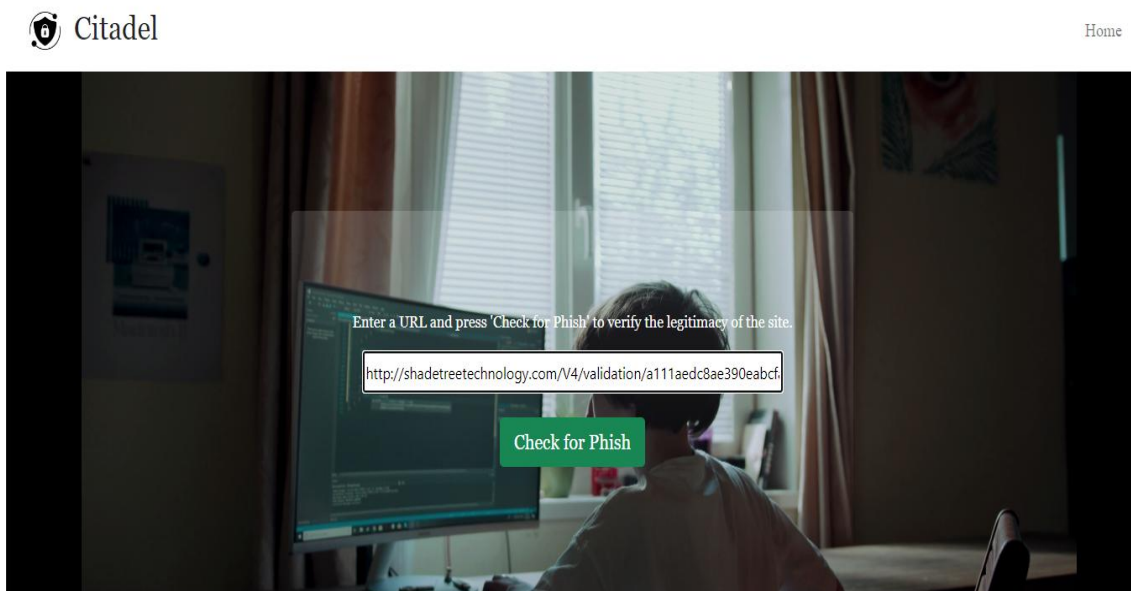 Citadel
Home
Enter a URL and press 'Check for Phish' to verify the legitimacy of the site.
http://shadetreetechnology.com/V4/validation/a111aedc8ae390eabcf
Check for Phish